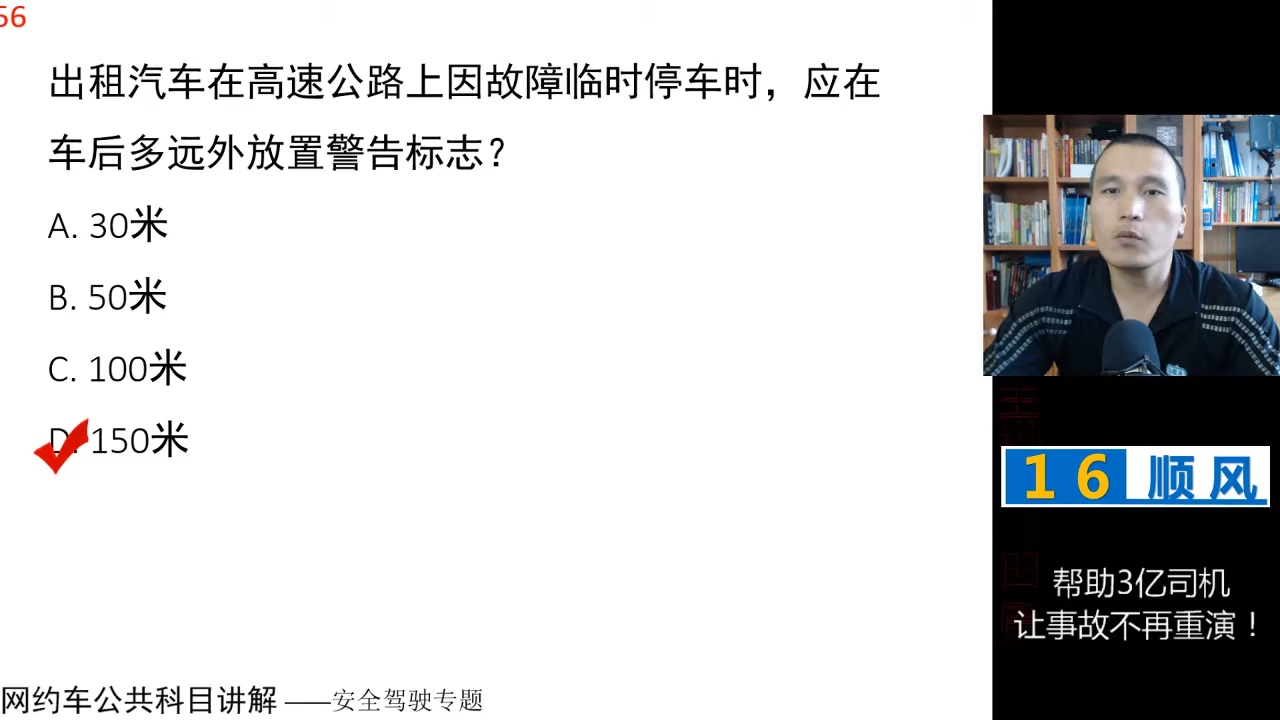 56
出租汽车在高速公路上因故障临时停车时，应在
车后多远外放置警告标志？
A. 30米
B. 50米
C. 100米
D. 150米
16顺风
帮助3亿司机
让事故不再重演！
网约车公共科目讲解 ——安全驾驶专题